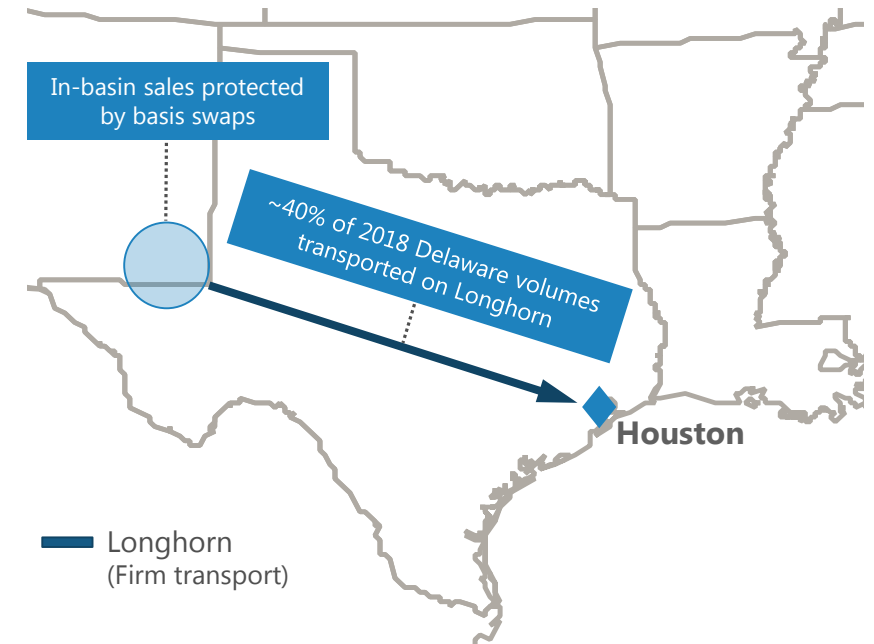 In-basin sales protected
by basis swaps
~40% of 2018 Delaware volumes
transported on Longhorn
Houston
Longhorn
(Firm transport)